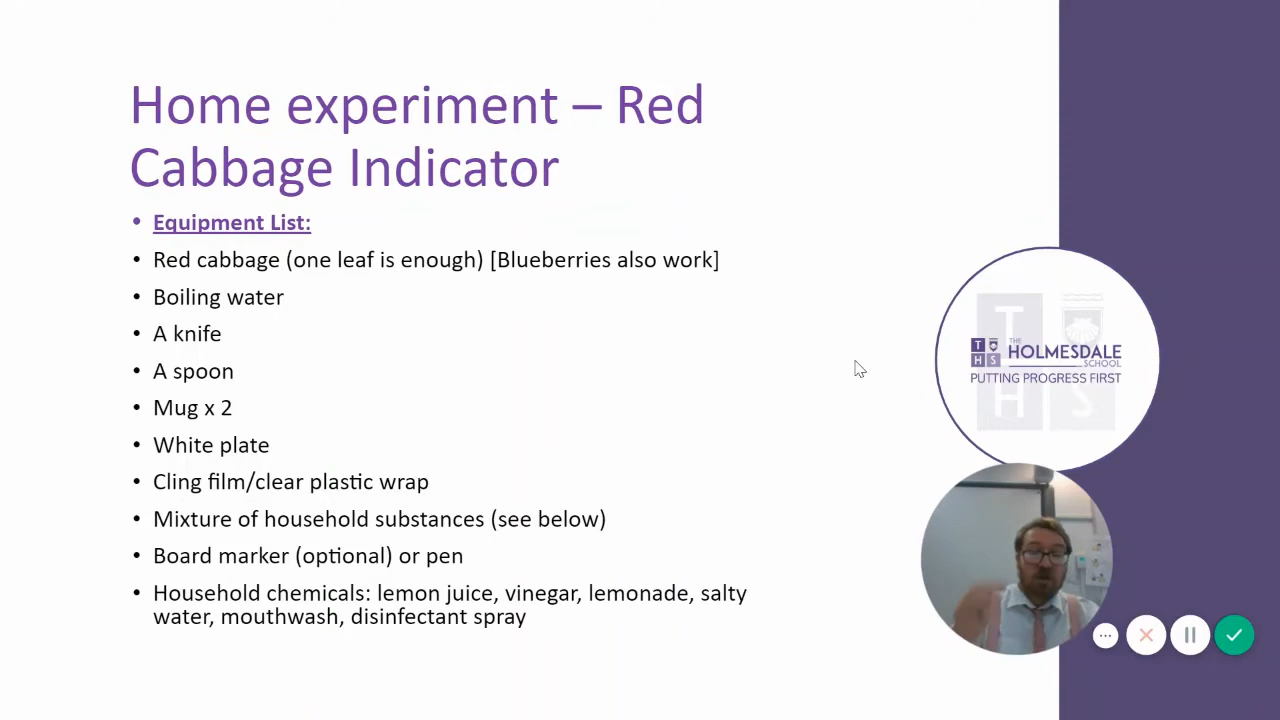 Home experiment – Red
Cabbage Indicator
• Equipment List:
• Red cabbage (one leaf is enough) [Blueberries also work]
• Boiling water
• A knife
• A spoon
• Mug x 2
• White plate
• Cling film/clear plastic wrap
• Mixture of household substances (see below)
• Board marker (optional) or pen
• Household chemicals: lemon juice, vinegar, lemonade, salty
water, mouthwash, disinfectant spray
T
H S
T H S
THE
HOLMESDALE
SCHOOL
PUTTING PROGRESS FIRST